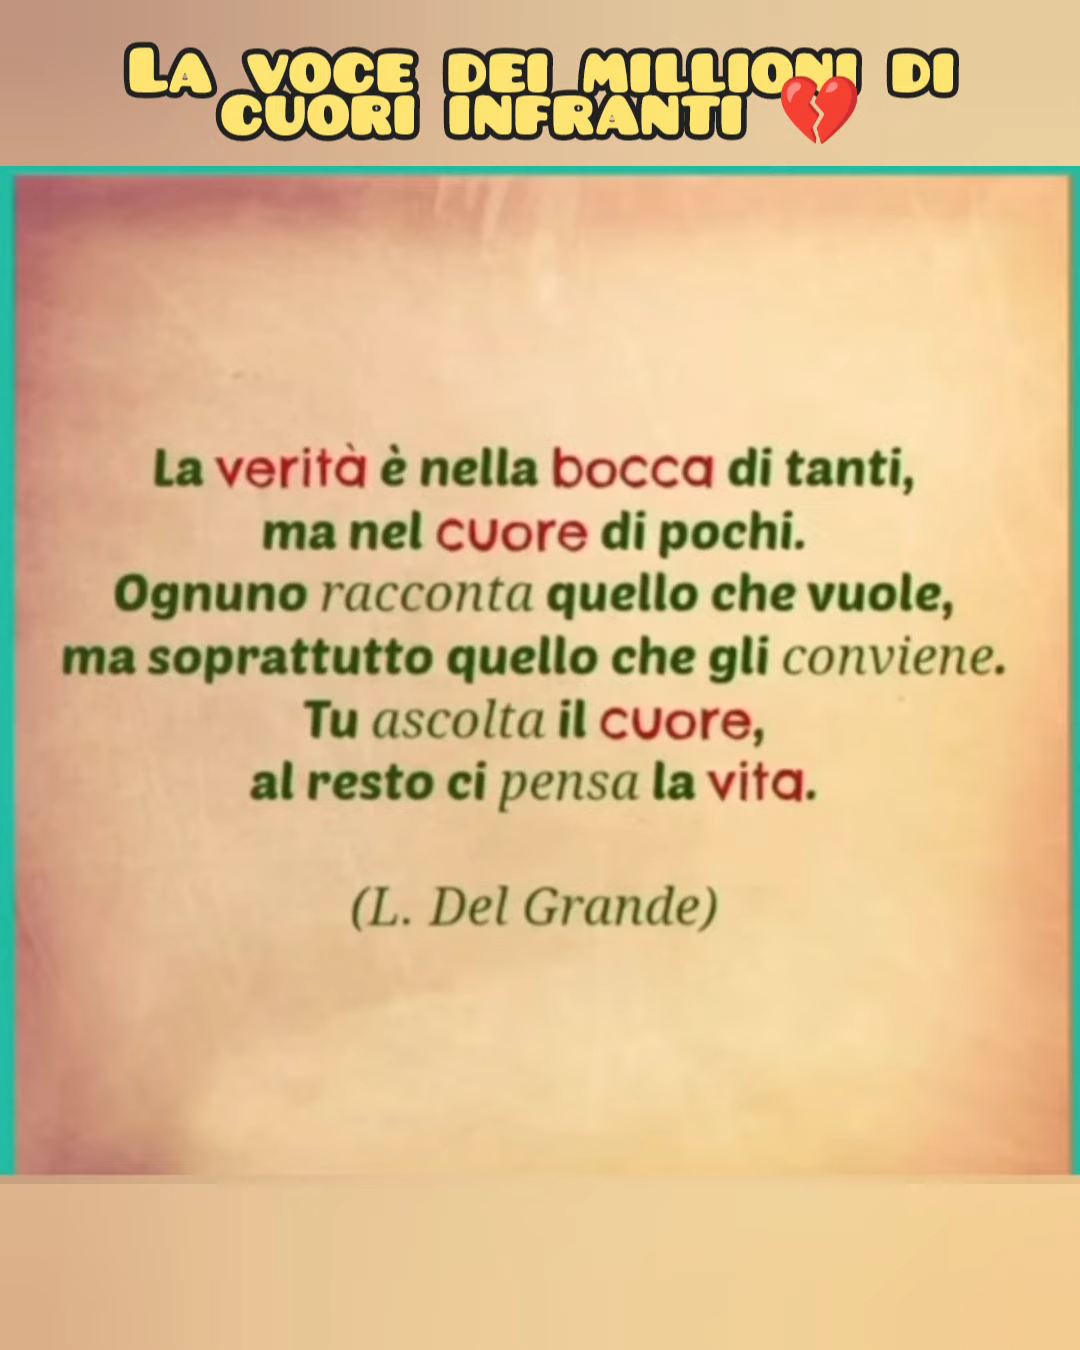 La voce dei millioni di
cuori infranti 💔
La verità è nella bocca di tanti,
ma nel cuore di pochi.
Ognuno racconta quello che vuole,
ma soprattutto quello che gli conviene.
Tu ascolta il cuore,
al resto ci pensa la vita.
(L. Del Grande)